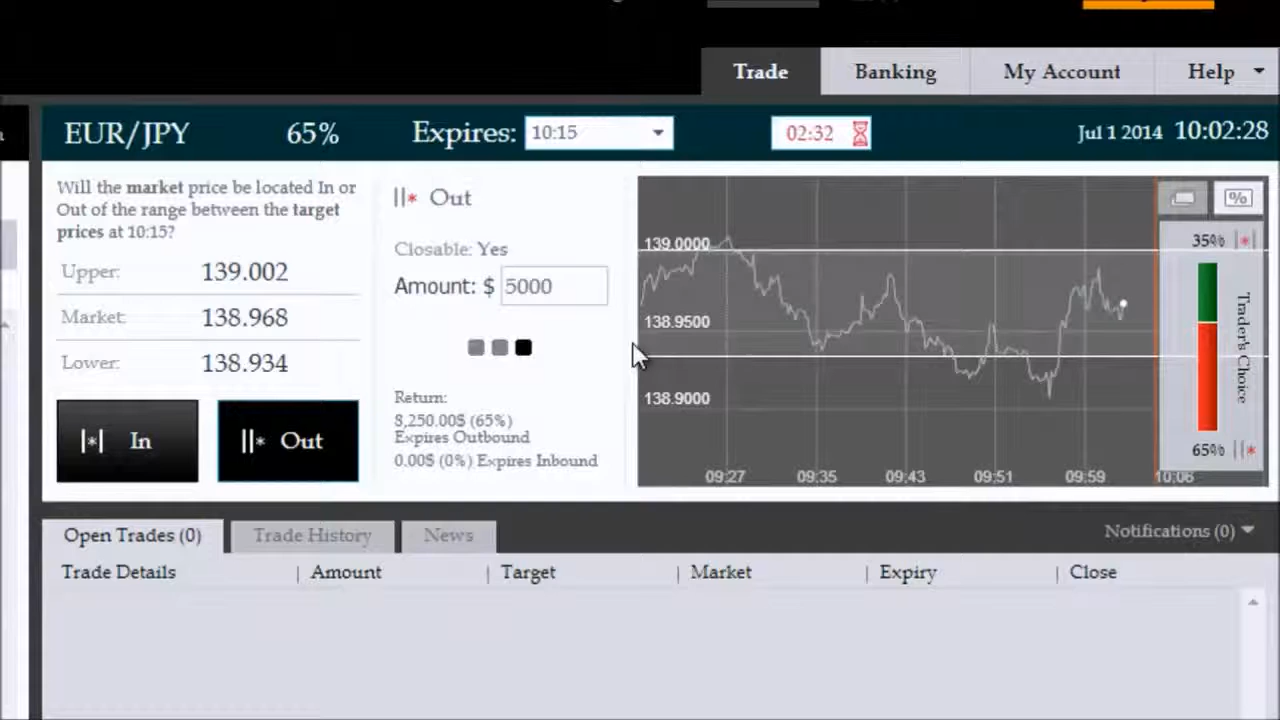 Trade
Banking
My Account
Help
EUR/JPY
65%
Expires:
10:15
02:32
Jul 1 2014 10:02:28
Will the market price be located In or
Out of the range between the target
prices at 10:15?
Upper: 139.002
Market: 138.968
Lower: 138.934
In
Out
Out
Closable: Yes
Amount: $ 5000
Return:
8,250.00$ (65%)
Expires Outbound
0.00$ (0%) Expires Inbound
139.0000
138.9500
138.9000
09:27 09:35 09:43 09:51 09:59 10:06
%
35%
Trader's Choice
65%
Open Trades (0)
Trade History
News
Notifications (0)
Trade Details | Amount | Target | Market | Expiry | Close